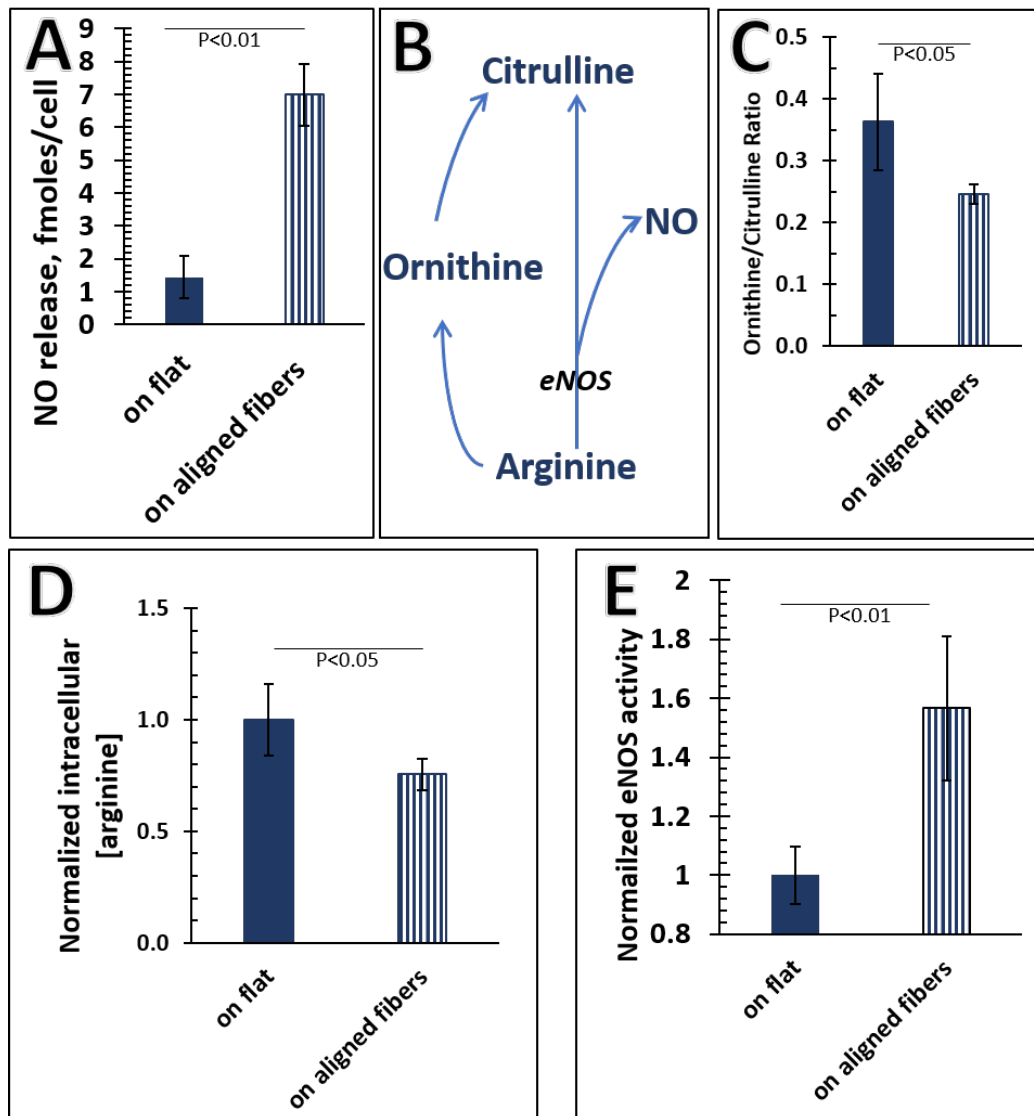 A
NO release, fmoles/cell
9
8
7
6
5
4
3
2
1
0
P<0.01
on flat
on aligned fibers
B
Citrulline
NO
Ornithine
eNOS
Arginine
C
Ornithine/Citrulline Ratio
0.5
0.4
0.3
0.2
0.1
0.0
P<0.05
on flat
on aligned fibers
D
Normalized intracellular
[arginine]
1.5
1.0
0.5
0.0
P<0.05
on flat
on aligned fibers
E
Normailzed eNOS activity
2
1.8
1.6
1.4
1.2
1
0.8
P<0.01
on flat
on aligned fibers